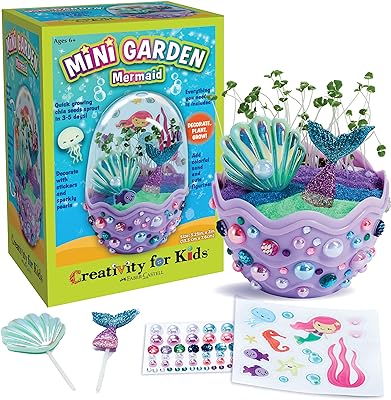 Ages 6+
MiNi GARDEN
Mermaid
Quick growing
chia seeds sprout
in 3-5 days!
Everything
you need
is included!
DECORATE,
PLANT, GROW!
Decorate
with
stickers
and
sparkly
pearls
Add
colorful
sand
and
figurines
Creativity for Kids
FABER-CASTELL